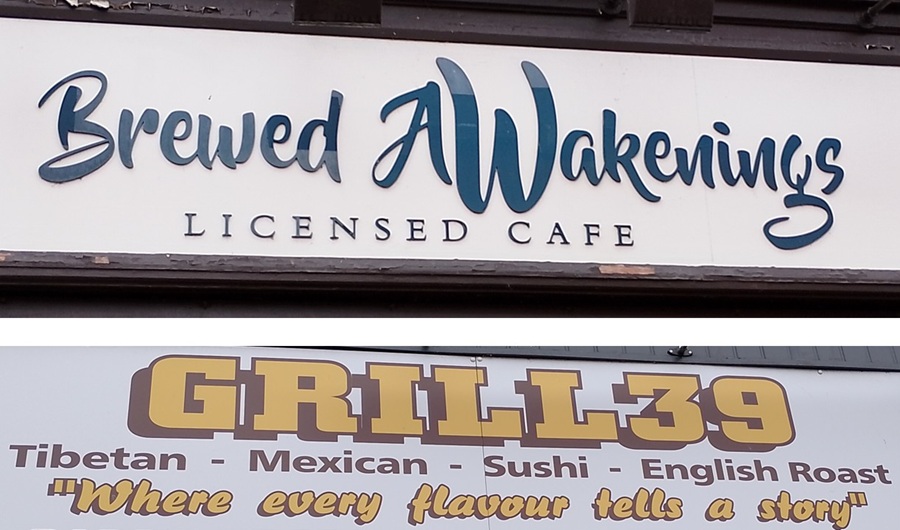 Brewed AWakenings
LICENSED CAFE
GRILL39
Tibetan - Mexican - Sushi - English Roast
"Where every flavour tells a story"